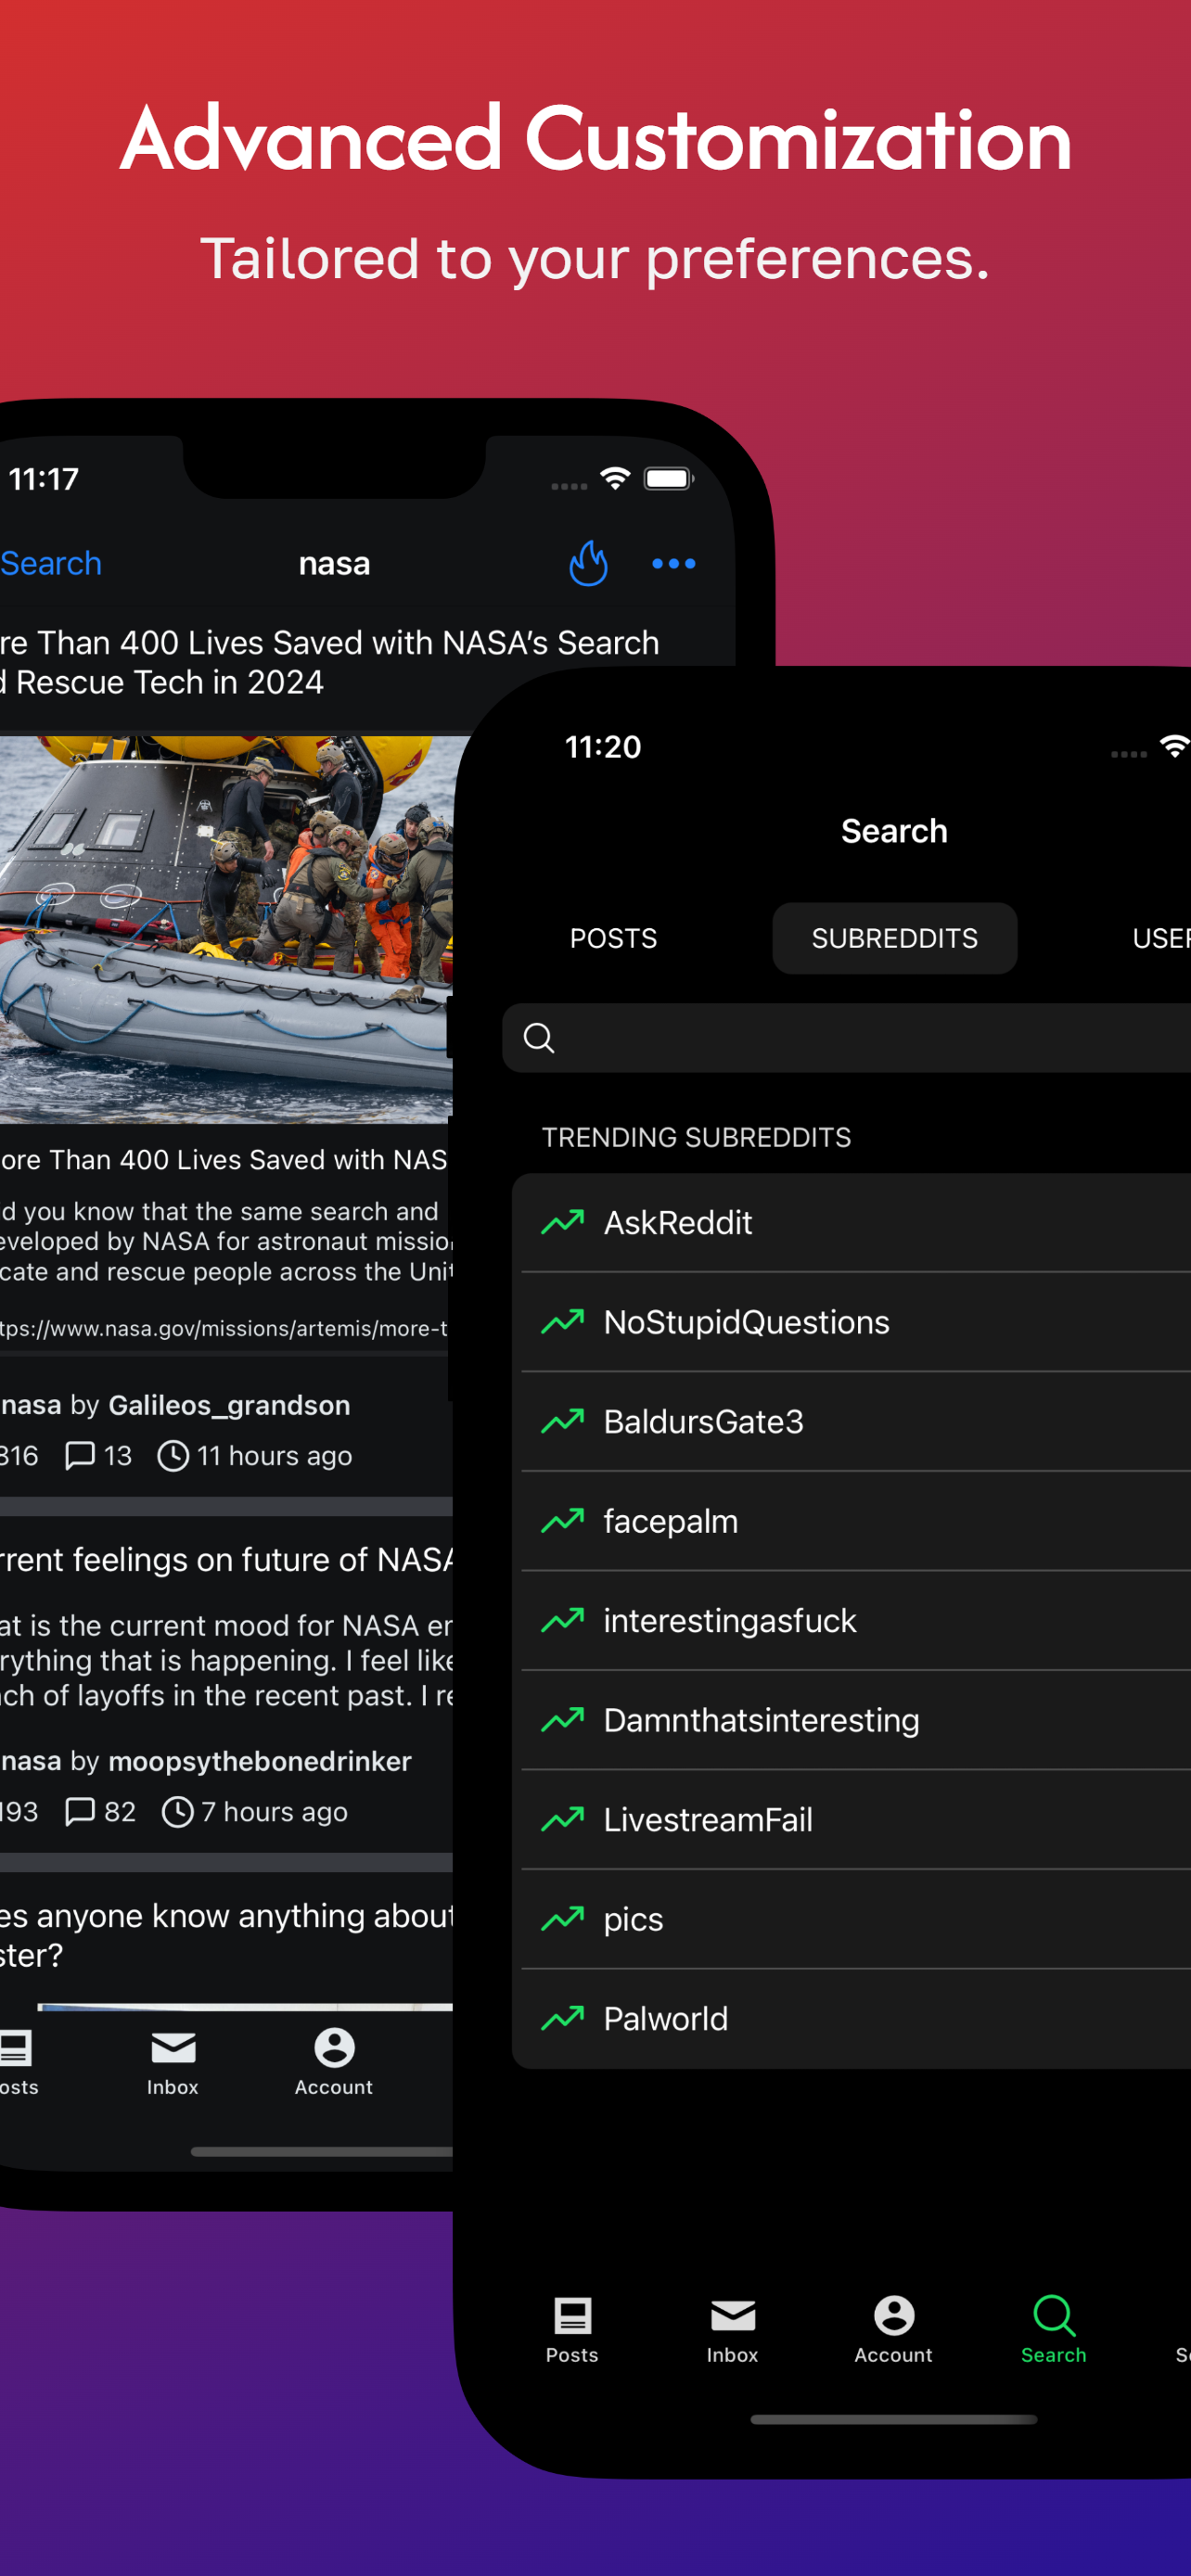 Advanced Customization
Tailored to your preferences.
11:17
Search
nasa
re Than 400 Lives Saved with NASA’s Search
d Rescue Tech in 2024
ore Than 400 Lives Saved with NAS
d you know that the same search and
eveloped by NASA for astronaut missio
cate and rescue people across the Unit
tps://www.nasa.gov/missions/artemis/more-t
nasa by Galileos_grandson
316 13 11 hours ago
rrent feelings on future of NASA
at is the current mood for NASA en
rything that is happening. I feel like
ch of layoffs in the recent past. I re
nasa by moopsythebonedrinker
193 82 7 hours ago
es anyone know anything about
ster?
osts Inbox Account
11:20
Search
POSTS SUBREDDITS USER
TRENDING SUBREDDITS
AskReddit
NoStupidQuestions
BaldursGate3
facepalm
interestingasfuck
Damnthatsinteresting
LivestreamFail
pics
Palworld
Posts Inbox Account Search S